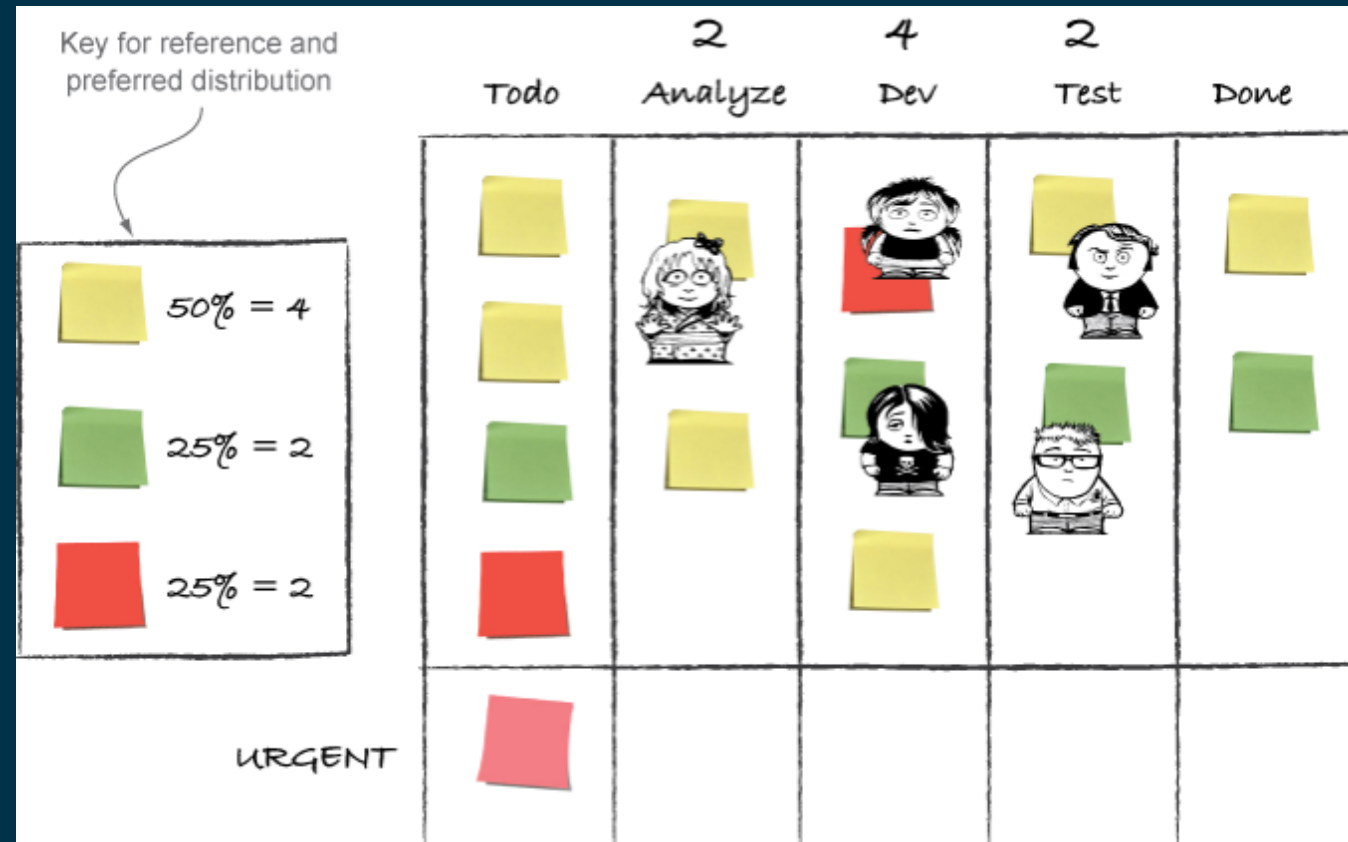 Key for reference and
preferred distribution
2 4 2
Todo Analyze Dev Test Done
50% = 4
25% = 2
25% = 2
URGENT